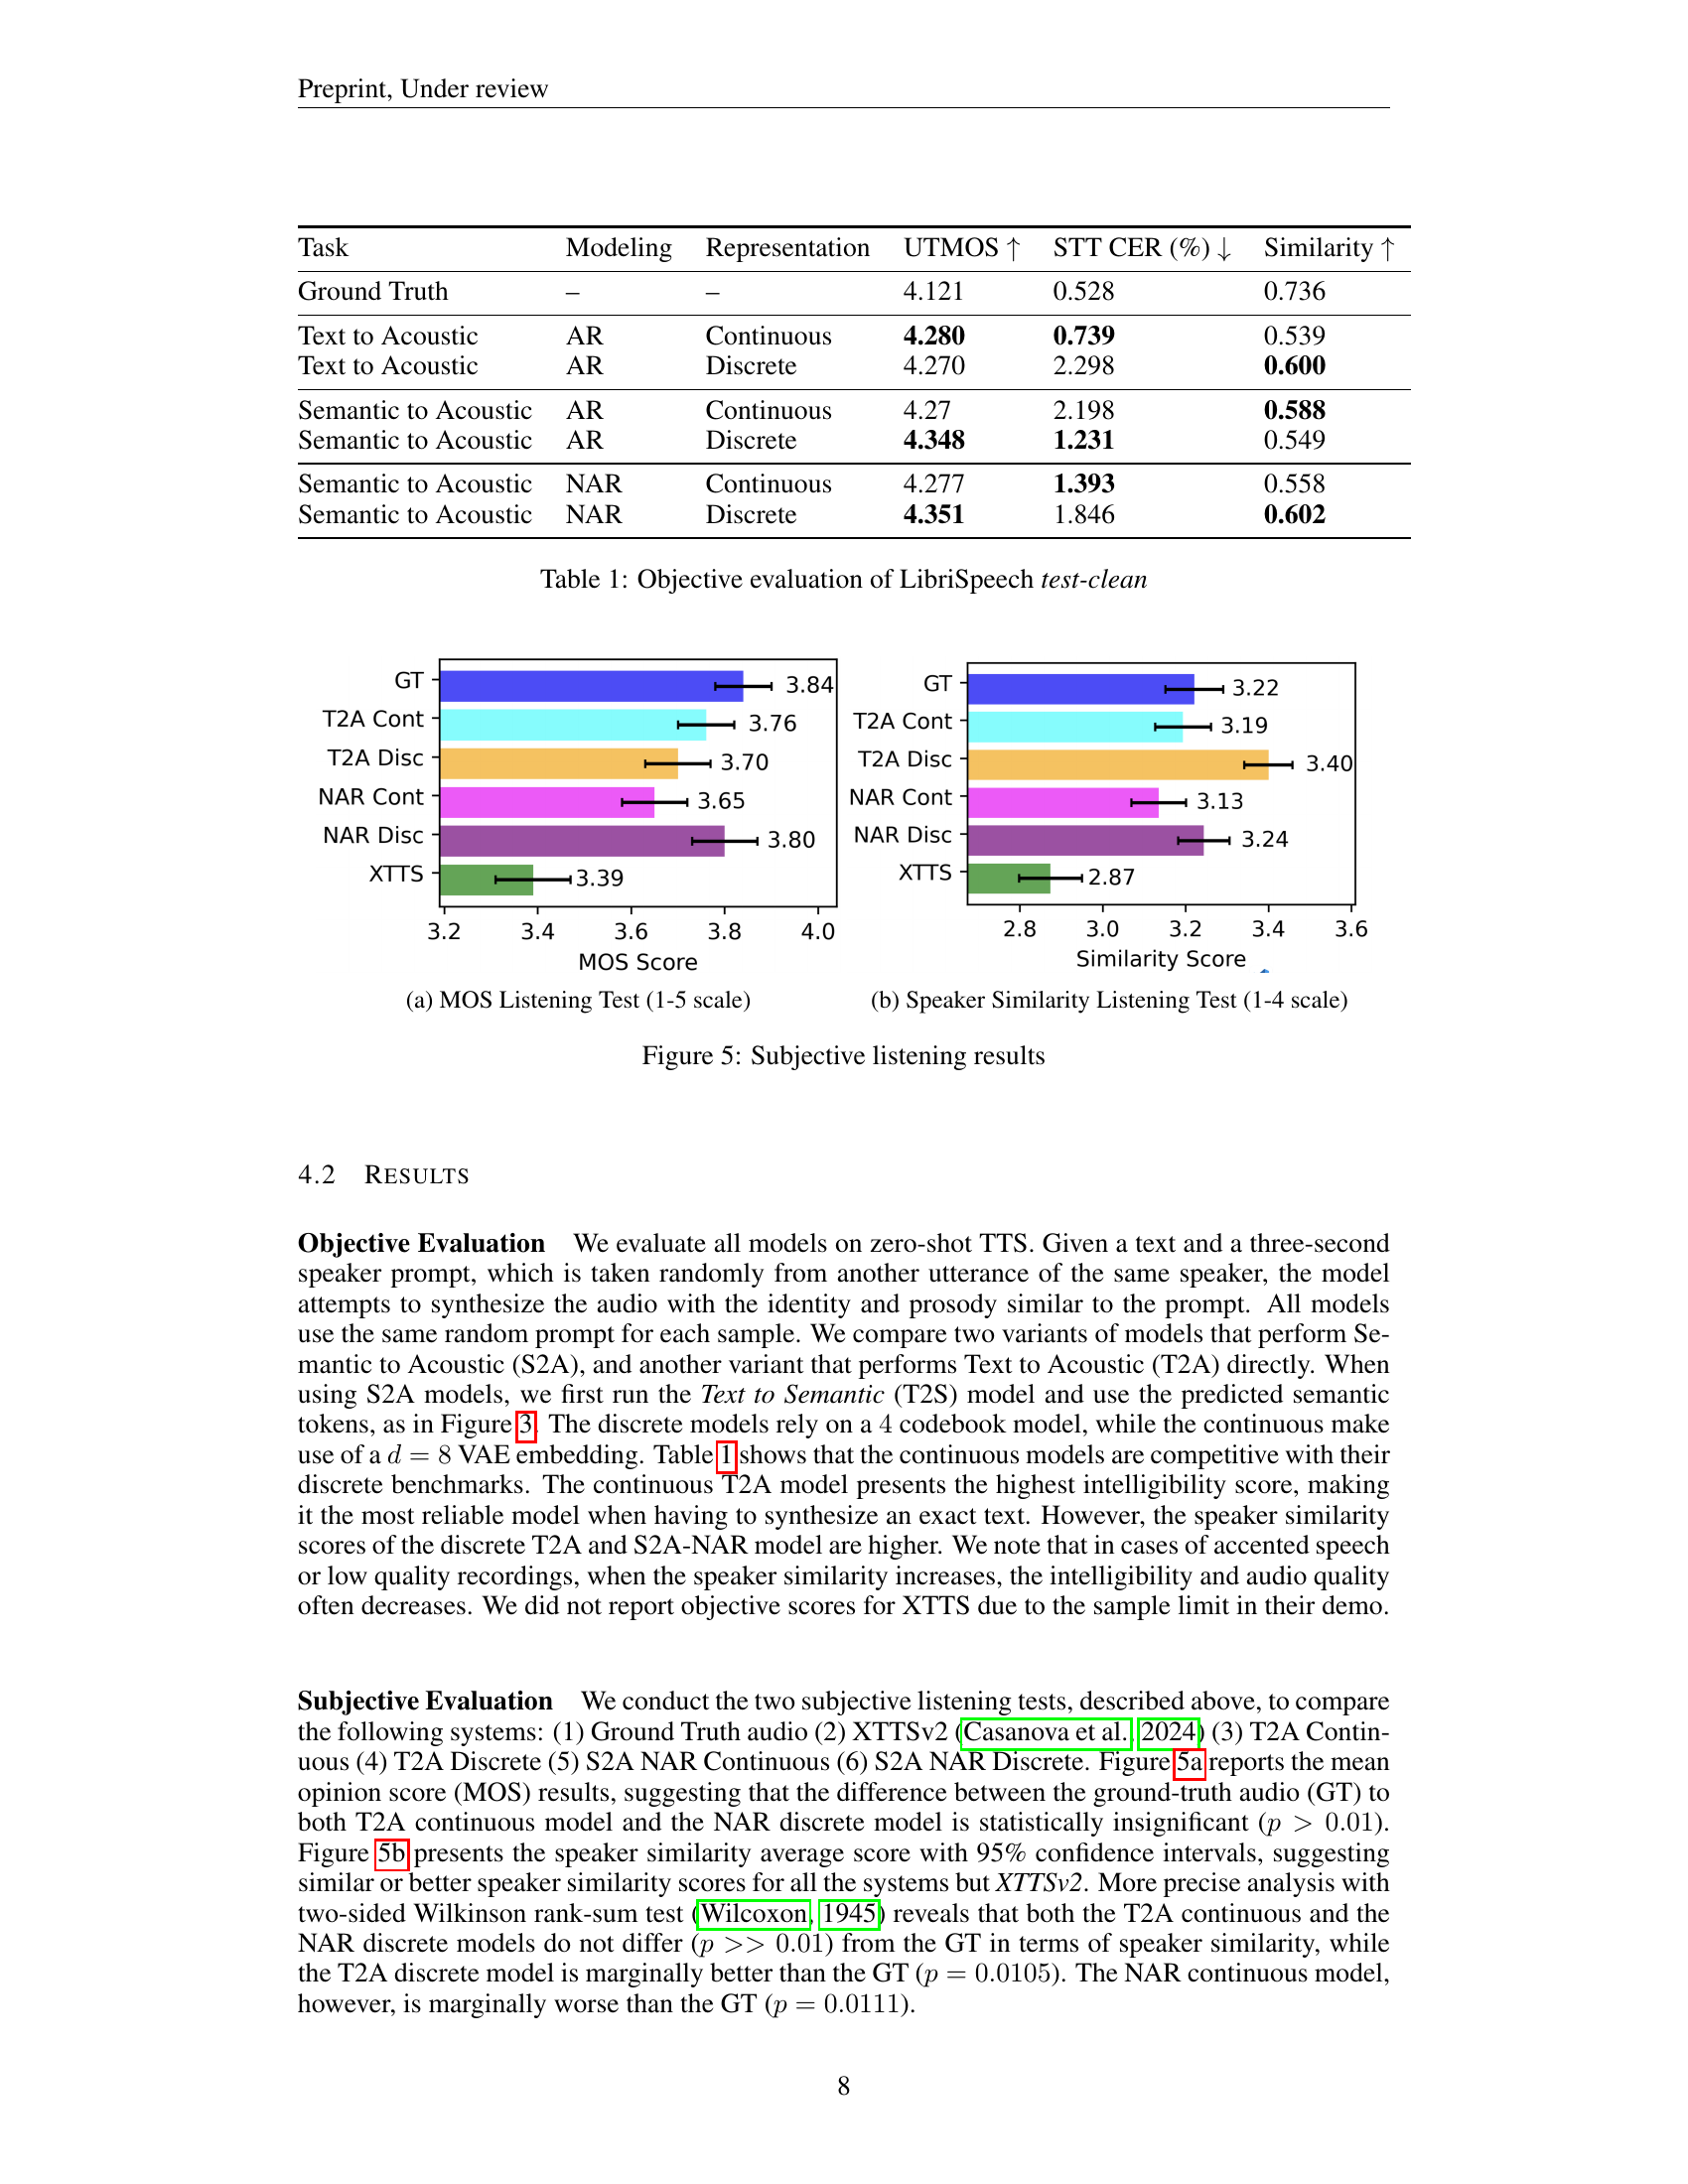 Preprint, Under review
Task Modeling Representation UTMOS ↑ STT CER (%) ↓ Similarity ↑
Ground Truth – – 4.121 0.528 0.736
Text to Acoustic AR Continuous 4.280 0.739 0.539
Text to Acoustic AR Discrete 4.270 2.298 0.600
Semantic to Acoustic AR Continuous 4.27 2.198 0.588
Semantic to Acoustic AR Discrete 4.348 1.231 0.549
Semantic to Acoustic NAR Continuous 4.277 1.393 0.558
Semantic to Acoustic NAR Discrete 4.351 1.846 0.602
Table 1: Objective evaluation of LibriSpeech test-clean
GT 3.84
T2A Cont 3.76
T2A Disc 3.70
NAR Cont 3.65
NAR Disc 3.80
XTTS 3.39
3.2 3.4 3.6 3.8 4.0
MOS Score
(a) MOS Listening Test (1-5 scale)
GT 3.22
T2A Cont 3.19
T2A Disc 3.40
NAR Cont 3.13
NAR Disc 3.24
XTTS 2.87
2.8 3.0 3.2 3.4 3.6
Similarity Score
(b) Speaker Similarity Listening Test (1-4 scale)
Figure 5: Subjective listening results
4.2 RESULTS
Objective Evaluation We evaluate all models on zero-shot TTS. Given a text and a three-second
speaker prompt, which is taken randomly from another utterance of the same speaker, the model
attempts to synthesize the audio with the identity and prosody similar to the prompt. All models
use the same random prompt for each sample. We compare two variants of models that perform Se-
mantic to Acoustic (S2A), and another variant that performs Text to Acoustic (T2A) directly. When
using S2A models, we first run the Text to Semantic (T2S) model and use the predicted semantic
tokens, as in Figure 3. The discrete models rely on a 4 codebook model, while the continuous make
use of a d = 8 VAE embedding. Table 1 shows that the continuous models are competitive with their
discrete benchmarks. The continuous T2A model presents the highest intelligibility score, making
it the most reliable model when having to synthesize an exact text. However, the speaker similarity
scores of the discrete T2A and S2A-NAR model are higher. We note that in cases of accented speech
or low quality recordings, when the speaker similarity increases, the intelligibility and audio quality
often decreases. We did not report objective scores for XTTS due to the sample limit in their demo.
Subjective Evaluation We conduct the two subjective listening tests, described above, to compare
the following systems: (1) Ground Truth audio (2) XTTSv2 (Casanova et al., 2024) (3) T2A Contin-
uous (4) T2A Discrete (5) S2A NAR Continuous (6) S2A NAR Discrete. Figure 5a reports the mean
opinion score (MOS) results, suggesting that the difference between the ground-truth audio (GT) to
both T2A continuous model and the NAR discrete model is statistically insignificant (p > 0.01).
Figure 5b presents the speaker similarity average score with 95% confidence intervals, suggesting
similar or better speaker similarity scores for all the systems but XTTSv2. More precise analysis with
two-sided Wilkinson rank-sum test (Wilcoxon, 1945) reveals that both the T2A continuous and the
NAR discrete models do not differ (p >> 0.01) from the GT in terms of speaker similarity, while
the T2A discrete model is marginally better than the GT (p = 0.0105). The NAR continuous model,
however, is marginally worse than the GT (p = 0.0111).
8